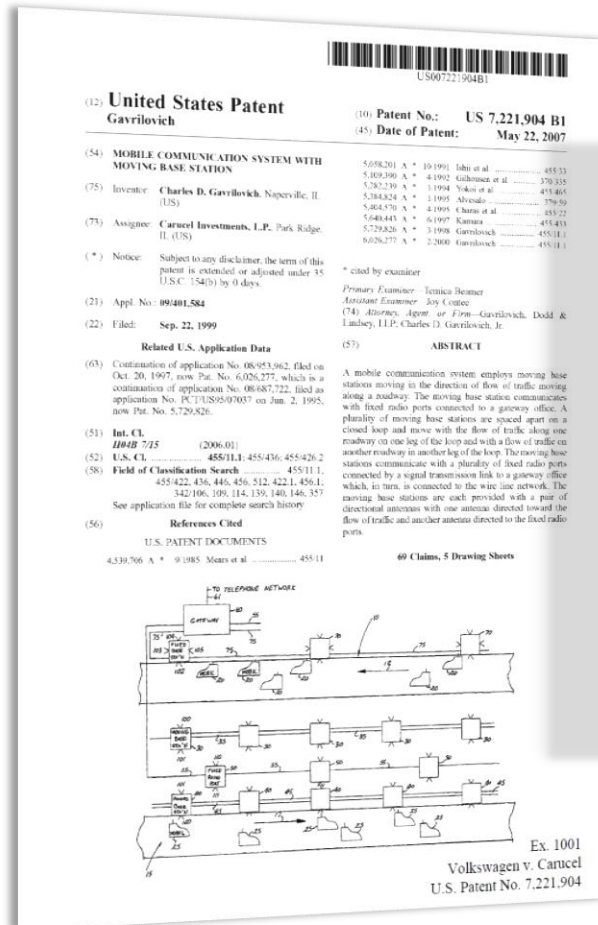 US007221904B1
(12) United States Patent
Gavrilovich
(10) Patent No.: US 7,221,904 B1
(45) Date of Patent: May 22, 2007
(54) MOBILE COMMUNICATION SYSTEM WITH
MOVING BASE STATION
(75) Inventor: Charles D. Gavrilovich, Naperville, IL
(US)
(73) Assignee: Carucel Investments, L.P., Park Ridge,
IL (US)
( * ) Notice: Subject to any disclaimer, the term of this
patent is extended or adjusted under 35
U.S.C. 154(b) by 0 days.
(21) Appl. No.: 09/401,584
(22) Filed: Sep. 22, 1999
Related U.S. Application Data
(63) Continuation of application No. 08/953,962, filed on
Oct. 20, 1997, now Pat. No. 6,026,277, which is a
continuation of application No. 08/687,722, filed as
application No. PCT/US95/07037 on Jun. 2, 1995,
now Pat. No. 5,729,826.
(51) Int. Cl.
H04B 7/15 (2006.01)
(52) U.S. Cl. 455/11.1; 455/436; 455/426.2
(58) Field of Classification Search 455/11.1,
455/422, 436, 446, 456, 522, 422.1, 456.1;
342/106, 109, 114, 139, 140, 146, 357
See application file for complete search history.
(56) References Cited
U.S. PATENT DOCUMENTS
4,539,706 A * 9/1985 Mears et al. 455/11
5,058,201 A * 10/1991 Ishii et al. 455/33
5,109,390 A * 4/1992 Gilhousen et al. 370/335
5,282,239 A * 1/1994 Yokoi et al. 455/465
5,384,824 A * 1/1995 Alvesalo 379/59
5,404,570 A * 4/1995 Charas et al. 455/22
5,640,443 A * 6/1997 Kamura 455/433
5,729,826 A * 3/1998 Gavrilovich 455/11.1
6,026,277 A * 2/2000 Gavrilovich 455/11.1
* cited by examiner
Primary Examiner Temica Beamer
Assistant Examiner Joy Contee
(74) Attorney, Agent, or Firm—Gavrilovich, Dodd &
Lindsey, LLP; Charles D. Gavrilovich, Jr.
(57) ABSTRACT
A mobile communication system employs moving base
stations moving in the direction of flow of traffic moving
along a roadway. The moving base station communicates
with fixed radio ports connected to a gateway office. A
plurality of moving base stations are spaced apart on a
closed loop and move with the flow of traffic along one
roadway on one leg of the loop and with a flow of traffic on
another roadway in another leg of the loop. The moving base
stations communicate with a plurality of fixed radio ports
connected by a signal transmission link to a gateway office
which, in turn, is connected to the wire line network. The
moving base stations are each provided with a pair of
directional antennas with one antenna directed toward the
flow of traffic and another antenna directed to the fixed radio
ports.
69 Claims, 5 Drawing Sheets
TO TELEPHONE NETWORK
61
60
GATEWAY
Ex. 1001
Volkswagen v. Carucel
U.S. Patent No. 7,221,904